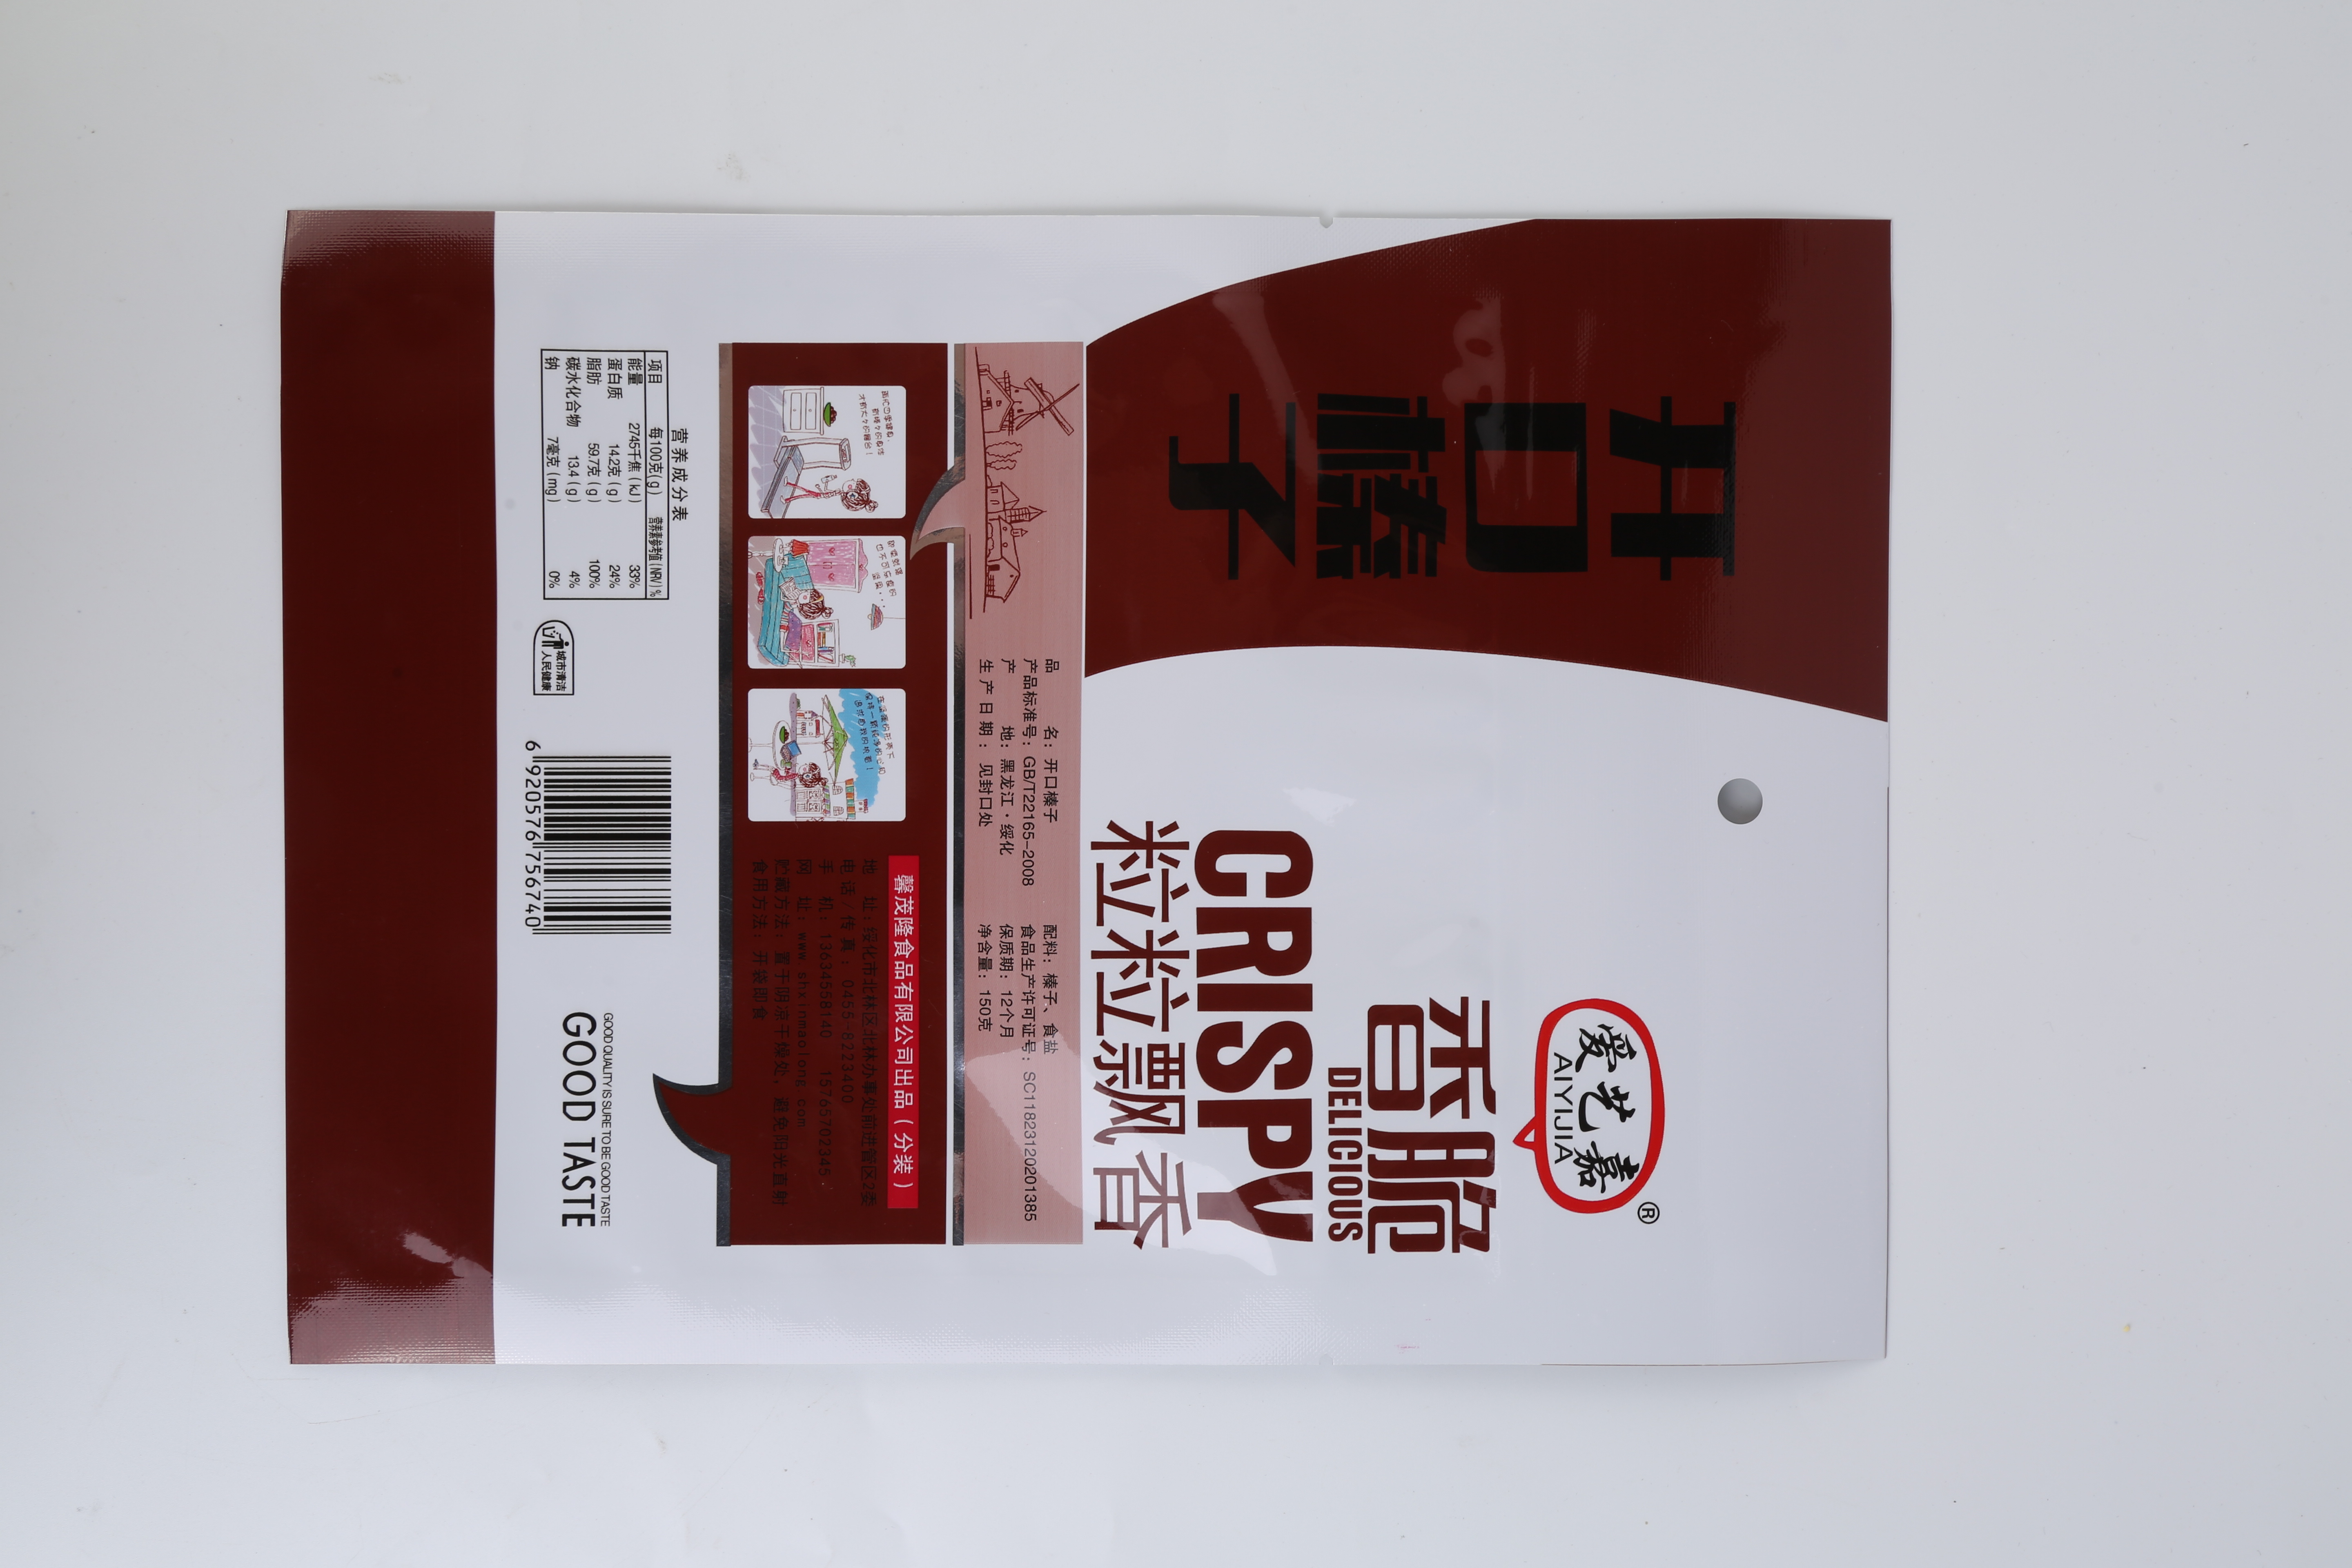 爱艺嘉
AIYIJIA
®
开口榛子
香脆
DELICIOUS
CRISPY
粒粒飘香
品 名：开口榛子
产品标准号：GB/T22165-2008
产 地：黑龙江·绥化
生产日期：见封口处
配料：榛子、食盐
食品生产许可证号：SC11823120201385
保质期：12个月
净含量：150克
馨茂隆食品有限公司出品（分装）
地 址：绥化市北林区北林办事处前进管区2委
电话/传真：0455-8223400
手 机：13634558140 15765702345
网 址：www.shxinmaolong.com
贮藏方法：置于阴凉干燥处，避免阳光直射
食用方法：开袋即食
营养成分表
项目 每100克(g) 营养素参考值(NRV)%
能量 2745千焦(kJ) 33%
蛋白质 14.2克(g) 24%
脂肪 59.7克(g) 100%
碳水化合物 13.4(g) 4%
钠 7毫克(mg) 0%
城市清洁
人民健康
6 920576 756740
GOOD QUALITY IS SURE TO BE GOOD TASTE
GOOD TASTE